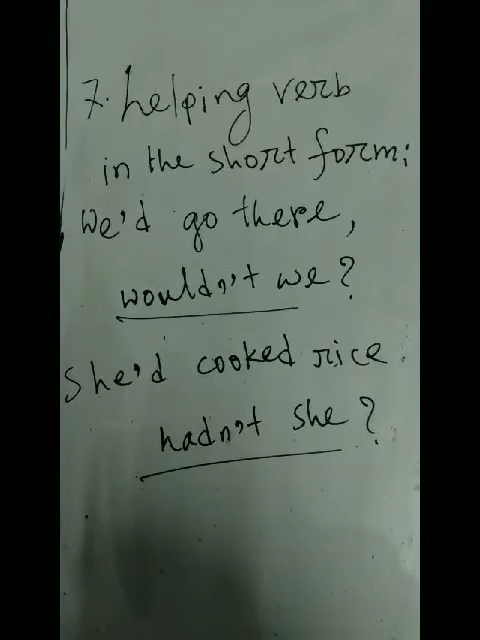 7. helping verb
in the short form:
We'd go there,
wouldn't we?
She'd cooked rice.
hadn't she?